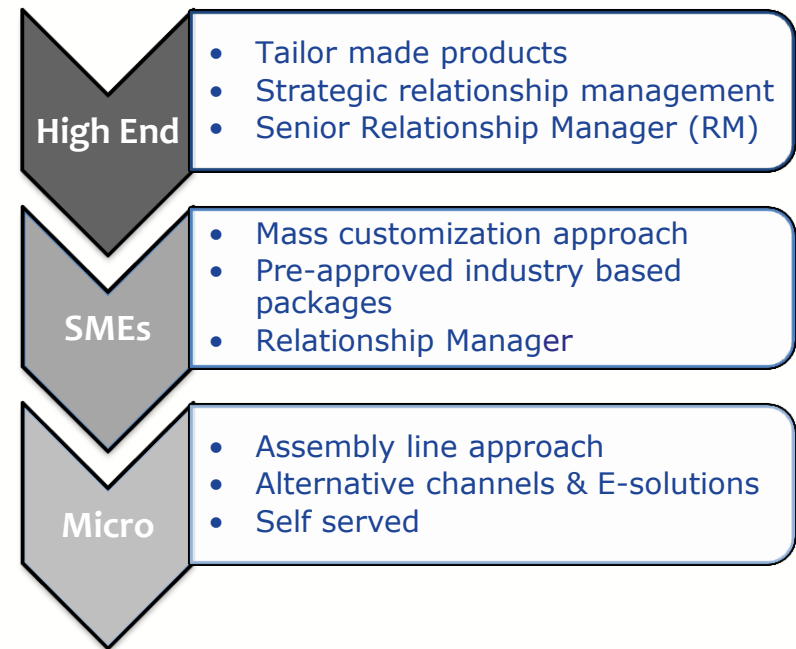 High End
• Tailor made products
• Strategic relationship management
• Senior Relationship Manager (RM)
SMEs
• Mass customization approach
• Pre-approved industry based
packages
• Relationship Manager
Micro
• Assembly line approach
• Alternative channels & E-solutions
• Self served